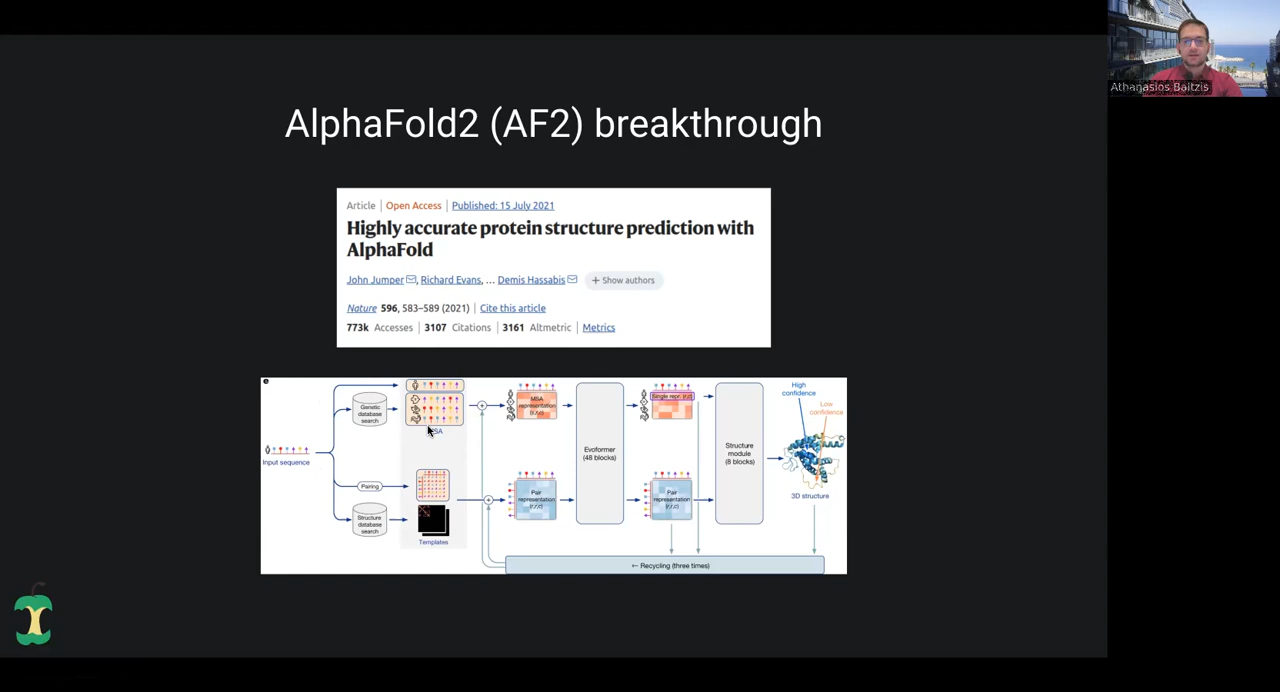 Athanasios Baltzis
AlphaFold2 (AF2) breakthrough
Article | Open Access | Published: 15 July 2021
Highly accurate protein structure prediction with
AlphaFold
John Jumper, Richard Evans, … Demis Hassabis + Show authors
Nature 596, 583–589 (2021) | Cite this article
773k Accesses | 3107 Citations | 3161 Altmetric | Metrics
e
Input sequence
Genetic
database
search
Pairing
Structure
database
search
Templates
MSA
representation
(s,r,c)
Pair
representation
(r,r,c)
Evoformer
(48 blocks)
Single repr. (r,c)
Pair
representation
(r,r,c)
Structure
module
(8 blocks)
High
confidence
Low
confidence
3D structure
← Recycling (three times)